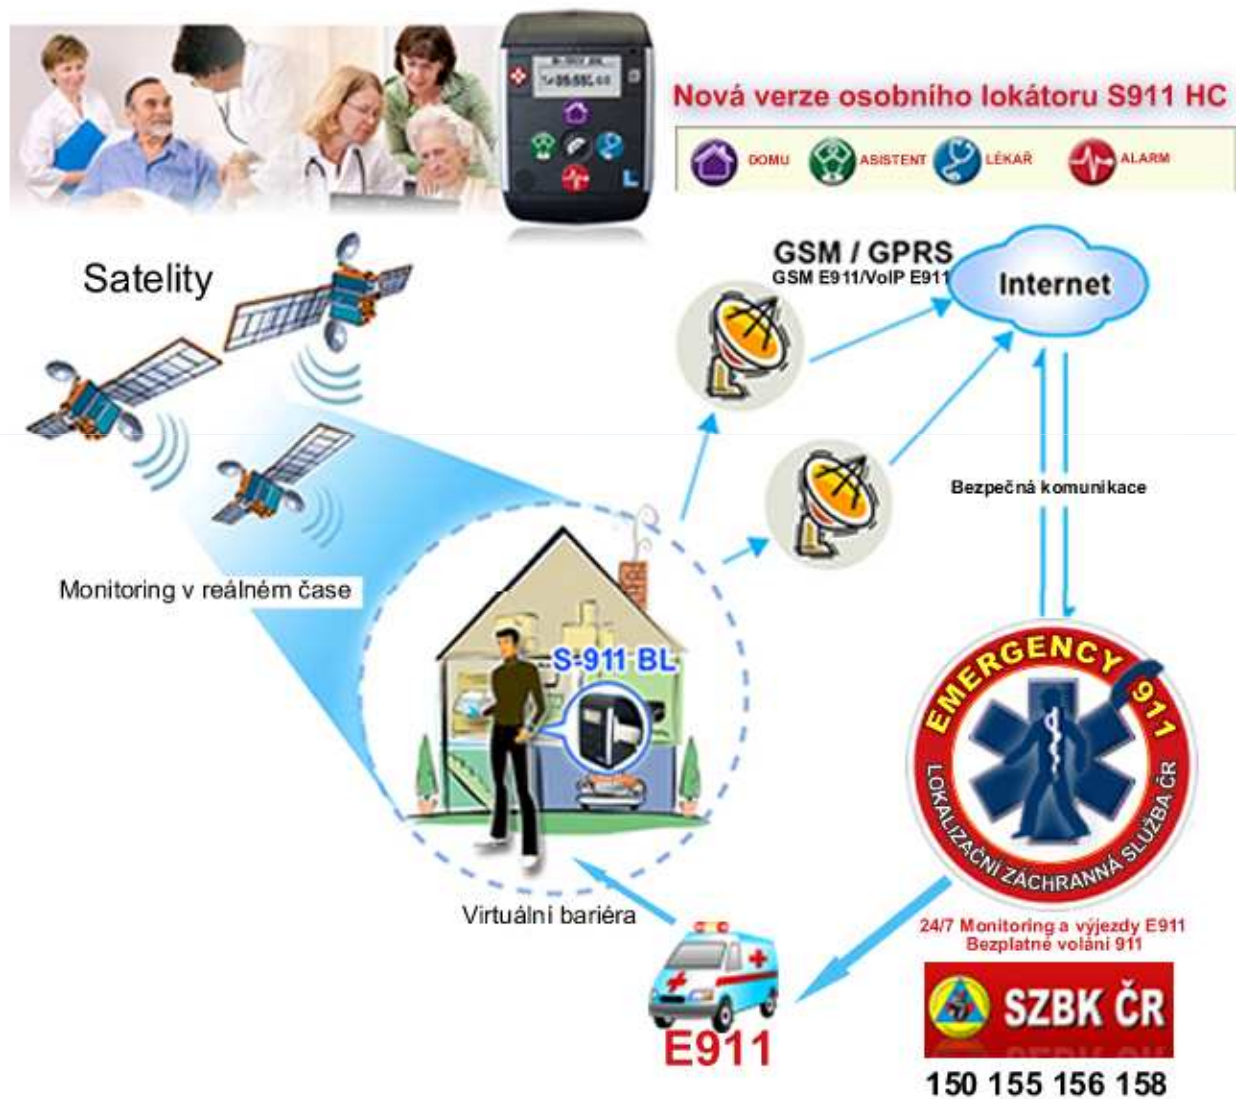 Nová verze osobního lokátoru S911 HC
DOMU
ASISTENT
LÉKAŘ
ALARM
Satelity
GSM / GPRS
GSM E911/VoIP E911
Internet
Bezpečná komunikace
Monitoring v reálném čase
S-911 BL
EMERGENCY 911
LOKALIZAČNÍ ZÁCHRANNÁ SLUŽBA ČR
Virtuální bariéra
24/7 Monitoring a výjezdy E911
Bezplatné volání 911
SZBK ČR
E911
150 155 156 158